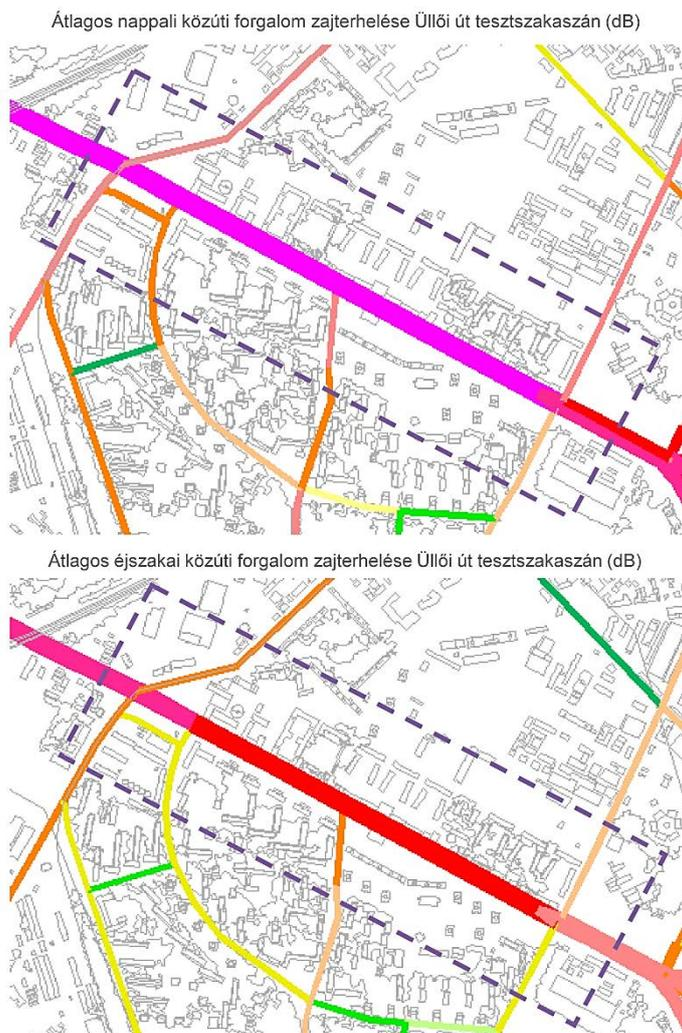 Átlagos nappali közúti forgalom zajterhelése Üllői út tesztszakaszán (dB)
Átlagos éjszakai közúti forgalom zajterhelése Üllői út tesztszakaszán (dB)